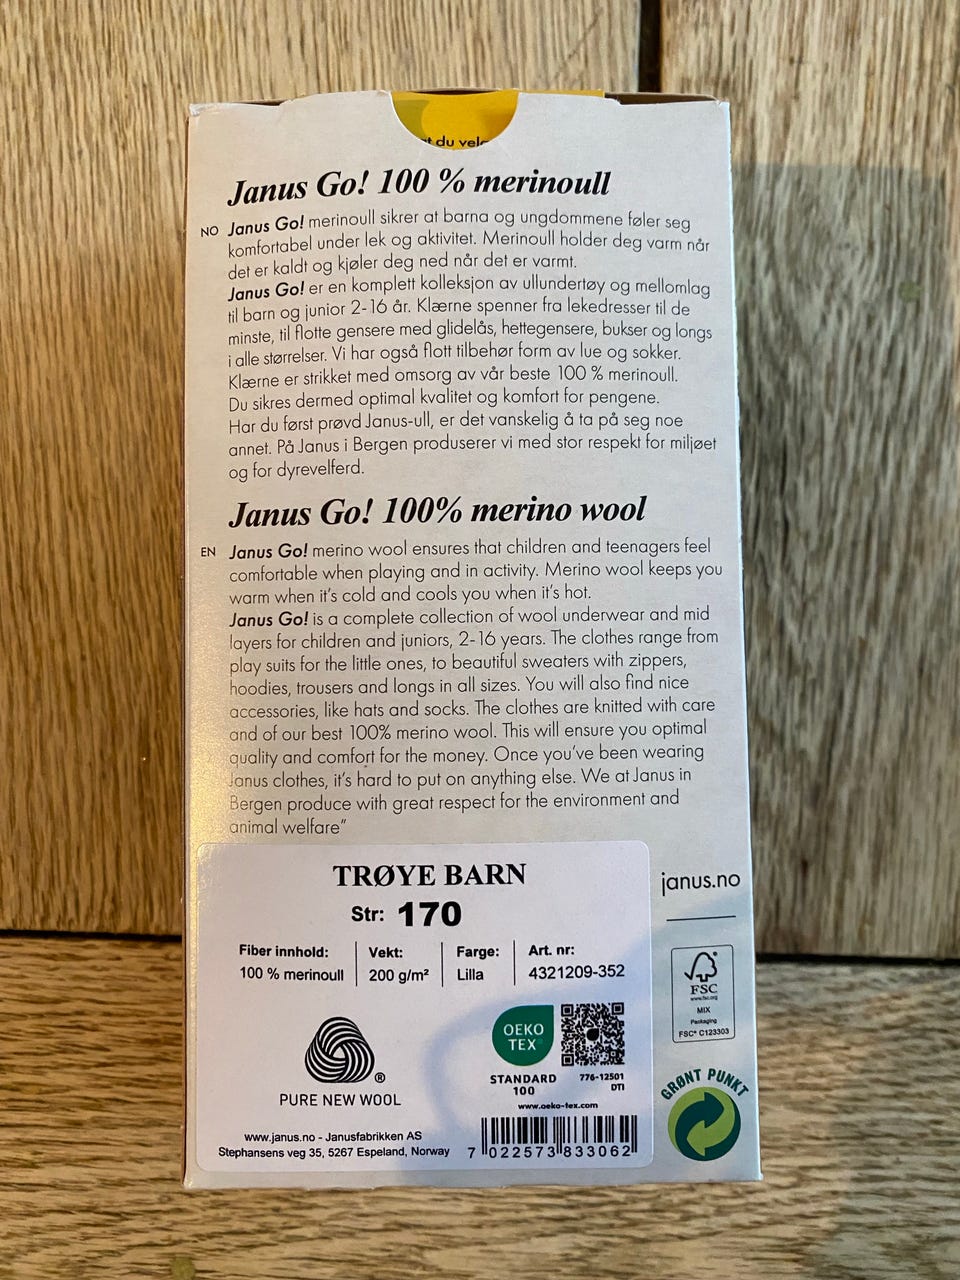 t du velg
Janus Go! 100 % merinoull
NO Janus Go! merinoull sikrer at barna og ungdommene føler seg
komfortabel under lek og aktivitet. Merinoull holder deg varm når
det er kaldt og kjøler deg ned når det er varmt.
Janus Go! er en komplett kolleksjon av ullundertøy og mellomlag
til barn og junior 2-16 år. Klærne spenner fra lekedresser til de
minste, til flotte gensere med glidelås, hettegensere, bukser og longs
i alle størrelser. Vi har også flott tilbehør form av lue og sokker.
Klærne er strikket med omsorg av vår beste 100 % merinoull.
Du sikres dermed optimal kvalitet og komfort for pengene.
Har du først prøvd Janus-ull, er det vanskelig å ta på seg noe
annet. På Janus i Bergen produserer vi med stor respekt for miljøet
og for dyrevelferd.
Janus Go! 100% merino wool
EN Janus Go! merino wool ensures that children and teenagers feel
comfortable when playing and in activity. Merino wool keeps you
warm when it's cold and cools you when it's hot.
Janus Go! is a complete collection of wool underwear and mid
layers for children and juniors, 2-16 years. The clothes range from
play suits for the little ones, to beautiful sweaters with zippers,
hoodies, trousers and longs in all sizes. You will also find nice
accessories, like hats and socks. The clothes are knitted with care
and of our best 100% merino wool. This will ensure you optimal
quality and comfort for the money. Once you've been wearing
Janus clothes, it's hard to put on anything else. We at Janus in
Bergen produce with great respect for the environment and
animal welfare"
TRØYE BARN
Str: 170
Fiber innhold: Vekt: Farge: Art. nr:
100 % merinoull 200 g/m² Lilla 4321209-352
PURE NEW WOOL
®
OEKO
TEX®
STANDARD
100
776-12501
DTI
www.oeko-tex.com
www.janus.no - Janusfabrikken AS
Stephansens veg 35, 5267 Espeland, Norway
7 022573 833062
janus.no
FSC
www.fsc.org
MIX
Packaging
FSC® C123303
GRØNT PUNKT